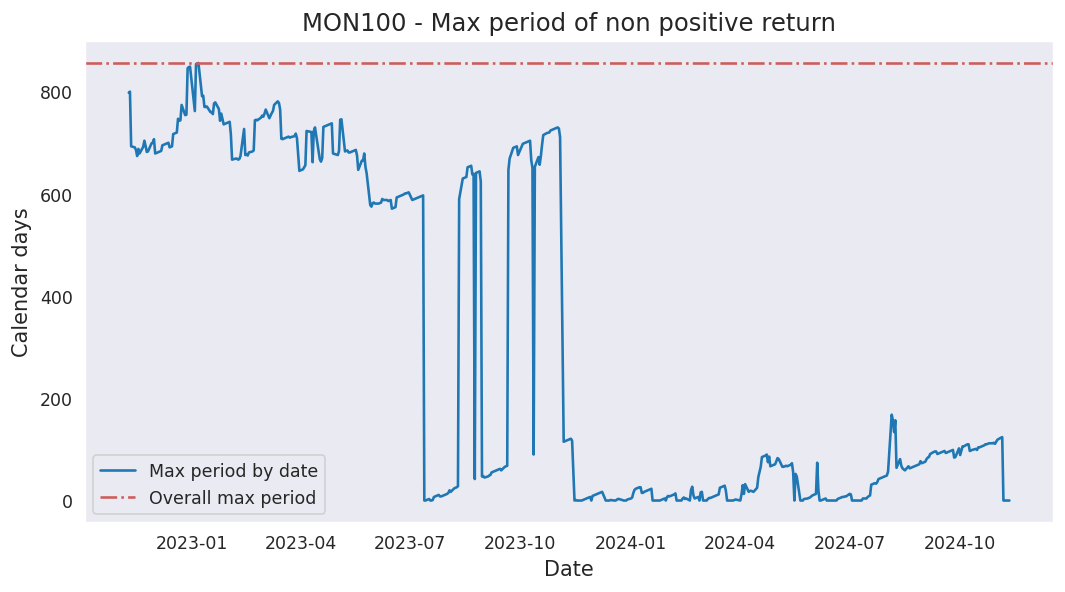 MON100 - Max period of non positive return
Calendar days
800
600
400
200
0
Max period by date
Overall max period
2023-01 2023-04 2023-07 2023-10 2024-01 2024-04 2024-07 2024-10
Date